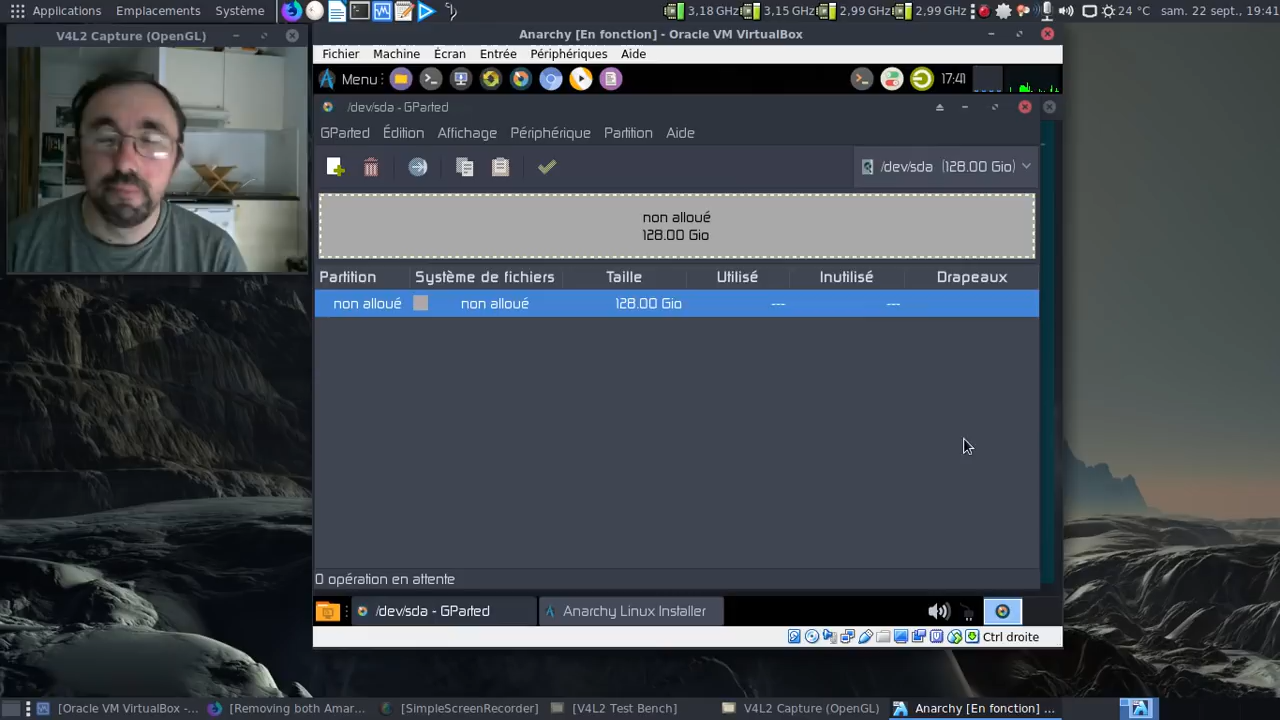 Applications Emplacements Système
3,18 GHz 3,15 GHz 2,99 GHz 2,99 GHz 24 °C sam. 22 sept., 19:41
V4L2 Capture (OpenGL)
Anarchy [En fonction] - Oracle VM VirtualBox
Fichier Machine Écran Entrée Périphériques Aide
Menu 17:41
/dev/sda - GParted
GParted Édition Affichage Périphérique Partition Aide
/dev/sda (128.00 Gio)
non alloué
128.00 Gio
Partition Système de fichiers Taille Utilisé Inutilisé Drapeaux
non alloué non alloué 128.00 Gio --- ---
0 opération en attente
/dev/sda - GParted Anarchy Linux Installer
Ctrl droite
[Oracle VM VirtualBox -... [Removing both Amar... [SimpleScreenRecorder] [V4L2 Test Bench] V4L2 Capture (OpenGL) Anarchy [En fonction] ...